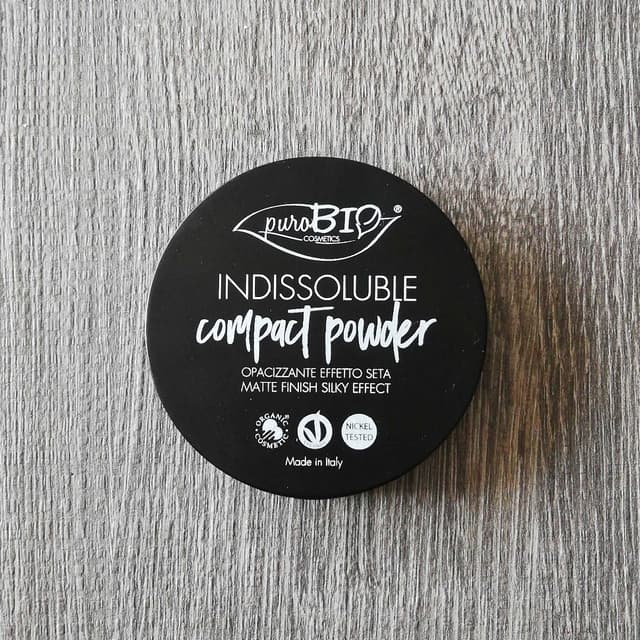 puroBIO®
COSMETICS
INDISSOLUBLE
compact powder
OPACIZZANTE EFFETTO SETA
MATTE FINISH SILKY EFFECT
ORGANIC
COSMETIC
NICKEL
TESTED
Made in Italy